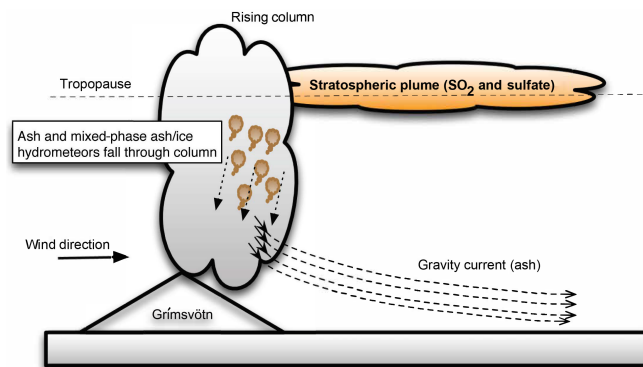 Rising column
Tropopause
Stratospheric plume (SO2 and sulfate)
Ash and mixed-phase ash/ice
hydrometeors fall through column
Wind direction
Gravity current (ash)
Grímsvötn